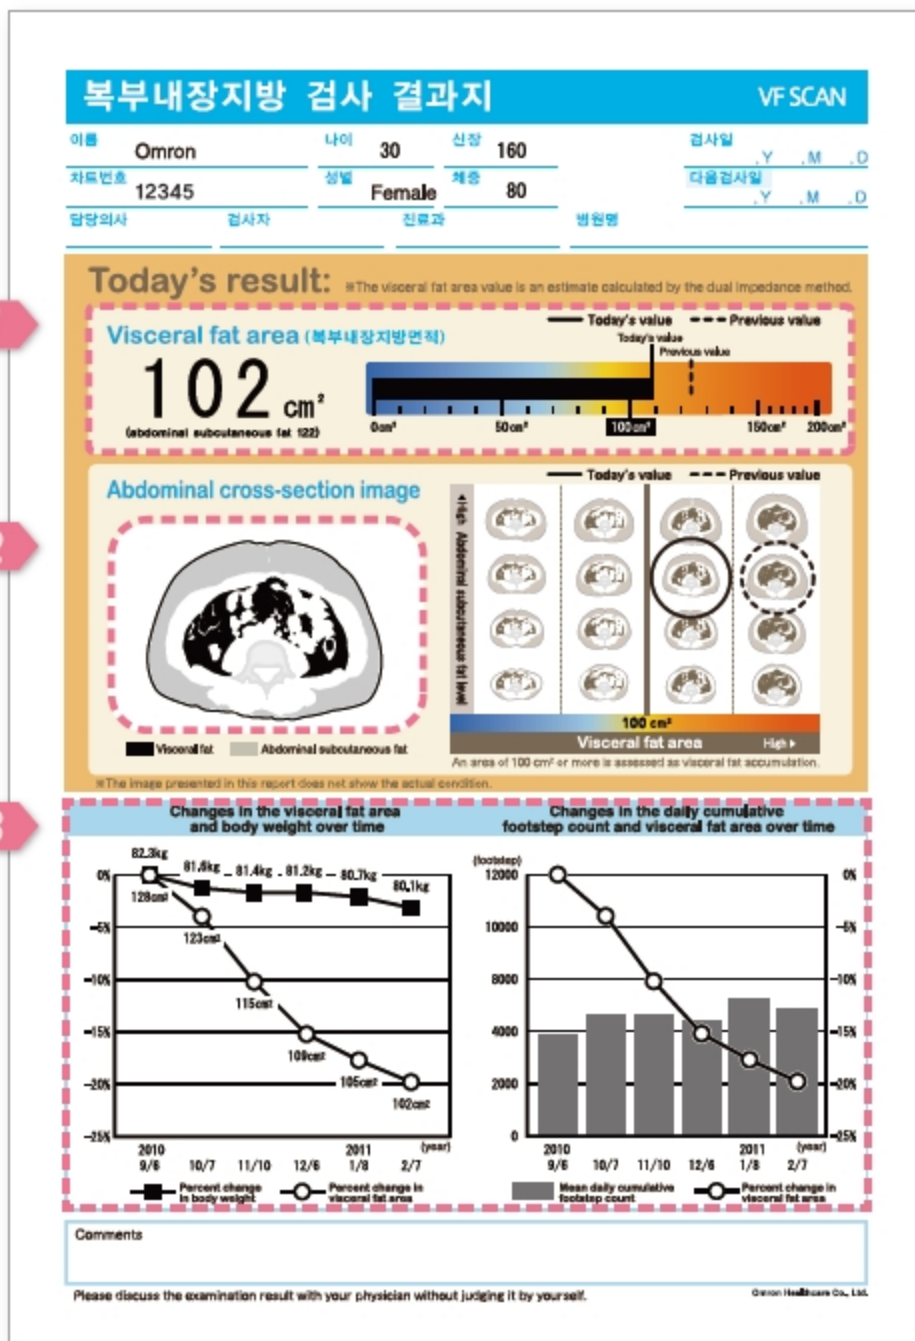 복부내장지방 검사 결과지 VF SCAN
이름 Omron 나이 30 신장 160 검사일 .Y .M .D
차트번호 12345 성별 Female 체중 80 다음검사일 .Y .M .D
담당의사 검사자 진료과 병원명
Today's result: ※The visceral fat area value is an estimate calculated by the dual impedance method.
Today's value Previous value
Visceral fat area (복부내장지방면적)
Today's value
Previous value
102 cm²
(abdominal subcutaneous fat 122)
0cm² 50cm² 100cm² 150cm² 200cm²
Today's value Previous value
Abdominal cross-section image
High Abdominal subcutaneous fat level
100 cm²
Visceral fat area High
Visceral fat Abdominal subcutaneous fat
An area of 100 cm² or more is assessed as visceral fat accumulation.
※The image presented in this report does not show the actual condition.
Changes in the visceral fat area
and body weight over time
82.3kg
81.6kg 81.4kg 81.2kg 80.7kg 80.1kg
0%
128cm²
-5%
123cm²
-10%
115cm²
-15%
109cm²
105cm²
-20%
102cm²
-25%
2010 2011 (year)
9/6 10/7 11/10 12/6 1/8 2/7
Percent change in body weight
Percent change in visceral fat area
Changes in the daily cumulative
footstep count and visceral fat area over time
(footstep)
12000 0%
10000 -5%
8000 -10%
4000 -15%
2000 -20%
0 -25%
2010 2011 (year)
9/6 10/7 11/10 12/6 1/8 2/7
Mean daily cumulative footstep count
Percent change in visceral fat area
Comments
Please discuss the examination result with your physician without judging it by yourself.
Omron Healthcare Co., Ltd.
2
3